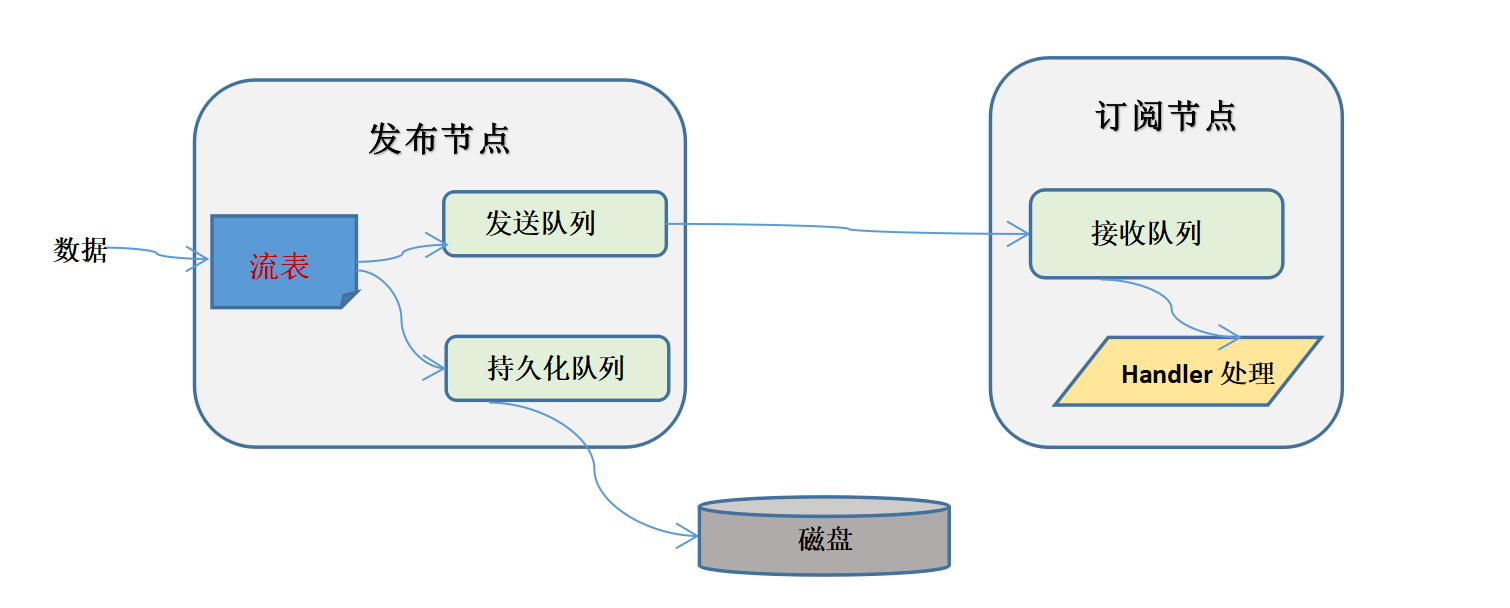 发布节点
订阅节点
数据
流表
发送队列
接收队列
持久化队列
Handler 处理
磁盘